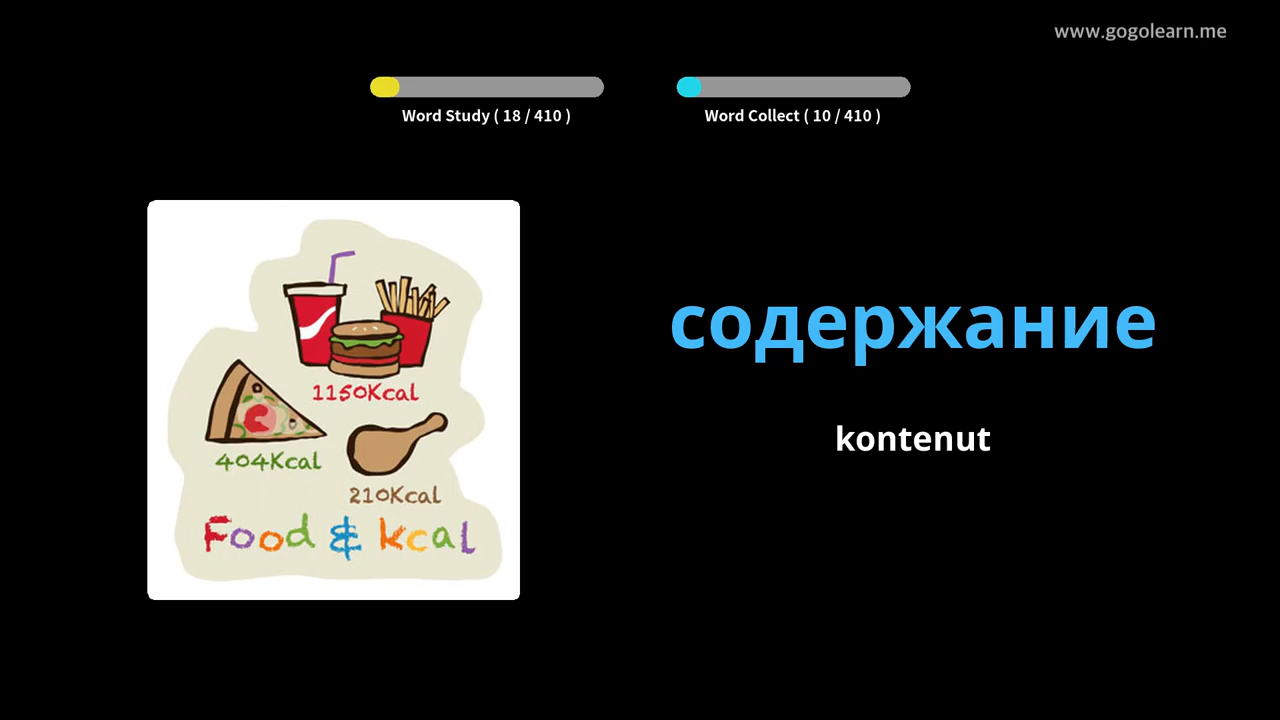 www.gogolearn.me
Word Study ( 18 / 410 )
Word Collect ( 10 / 410 )
1150Kcal
404Kcal
210Kcal
Food & kcal
содержание
kontenut